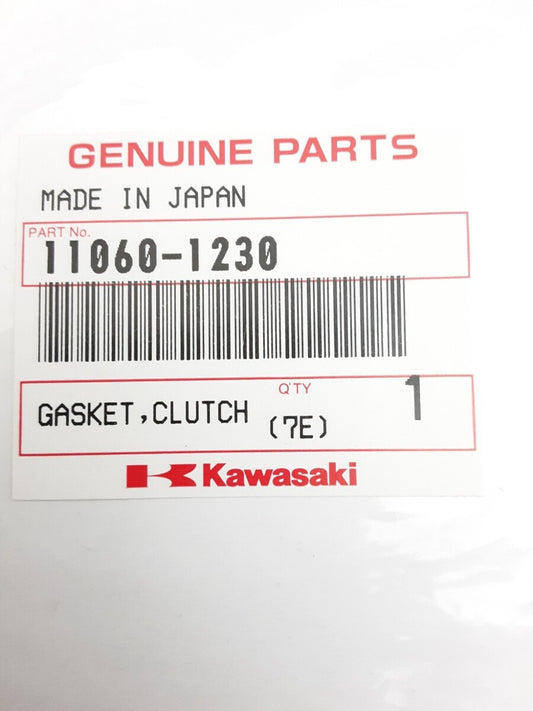 GENUINE PARTS
MADE IN JAPAN
PART No.
11060-1230
Q'TY
GASKET,CLUTCH (7E) 1
Kawasaki